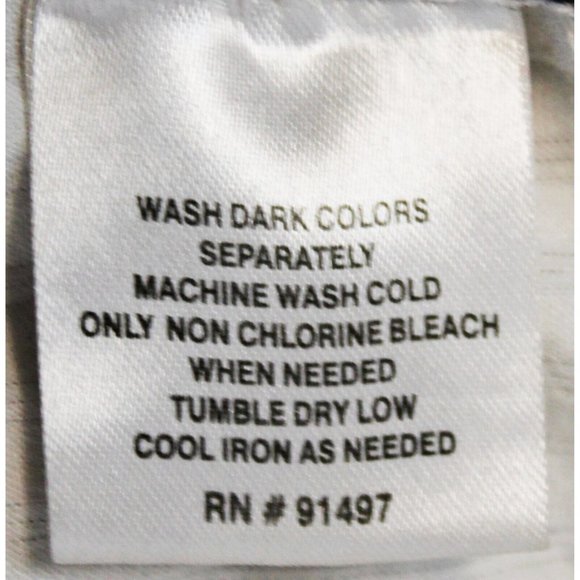 WASH DARK COLORS
SEPARATELY
MACHINE WASH COLD
ONLY NON CHLORINE BLEACH
WHEN NEEDED
TUMBLE DRY LOW
COOL IRON AS NEEDED
RN # 91497